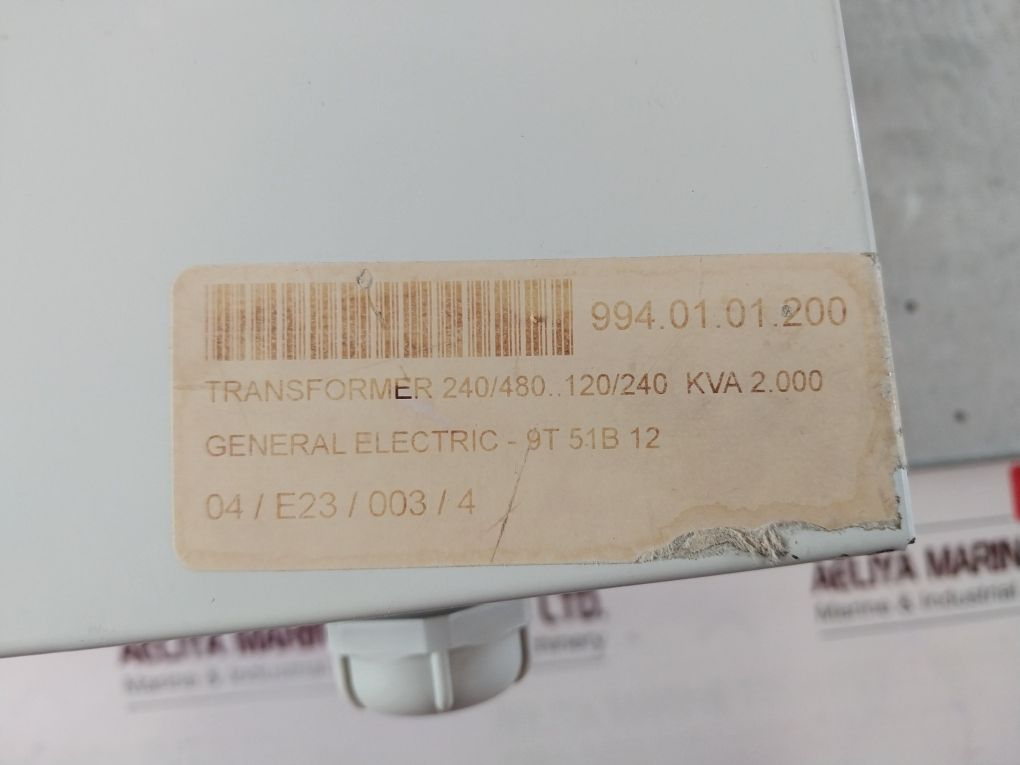 994.01.01.200
TRANSFORMER 240/480..120/240 KVA 2.000
GENERAL ELECTRIC - 9T 51B 12
04 / E23 / 003 / 4
AELIYA MARIN LTD.
Marine & Industrial
AELIYA MARIN
Marine & Industrial